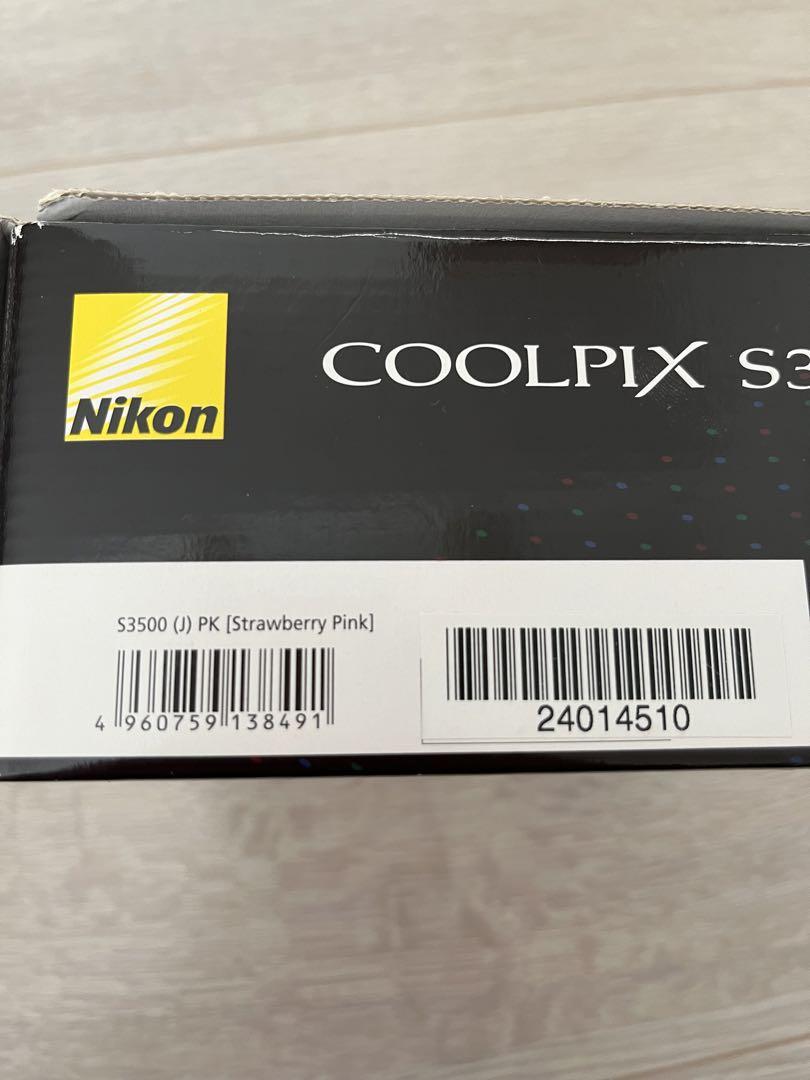 Nikon
COOLPIX S3
S3500 (J) PK [Strawberry Pink]
4 960759 138491
24014510